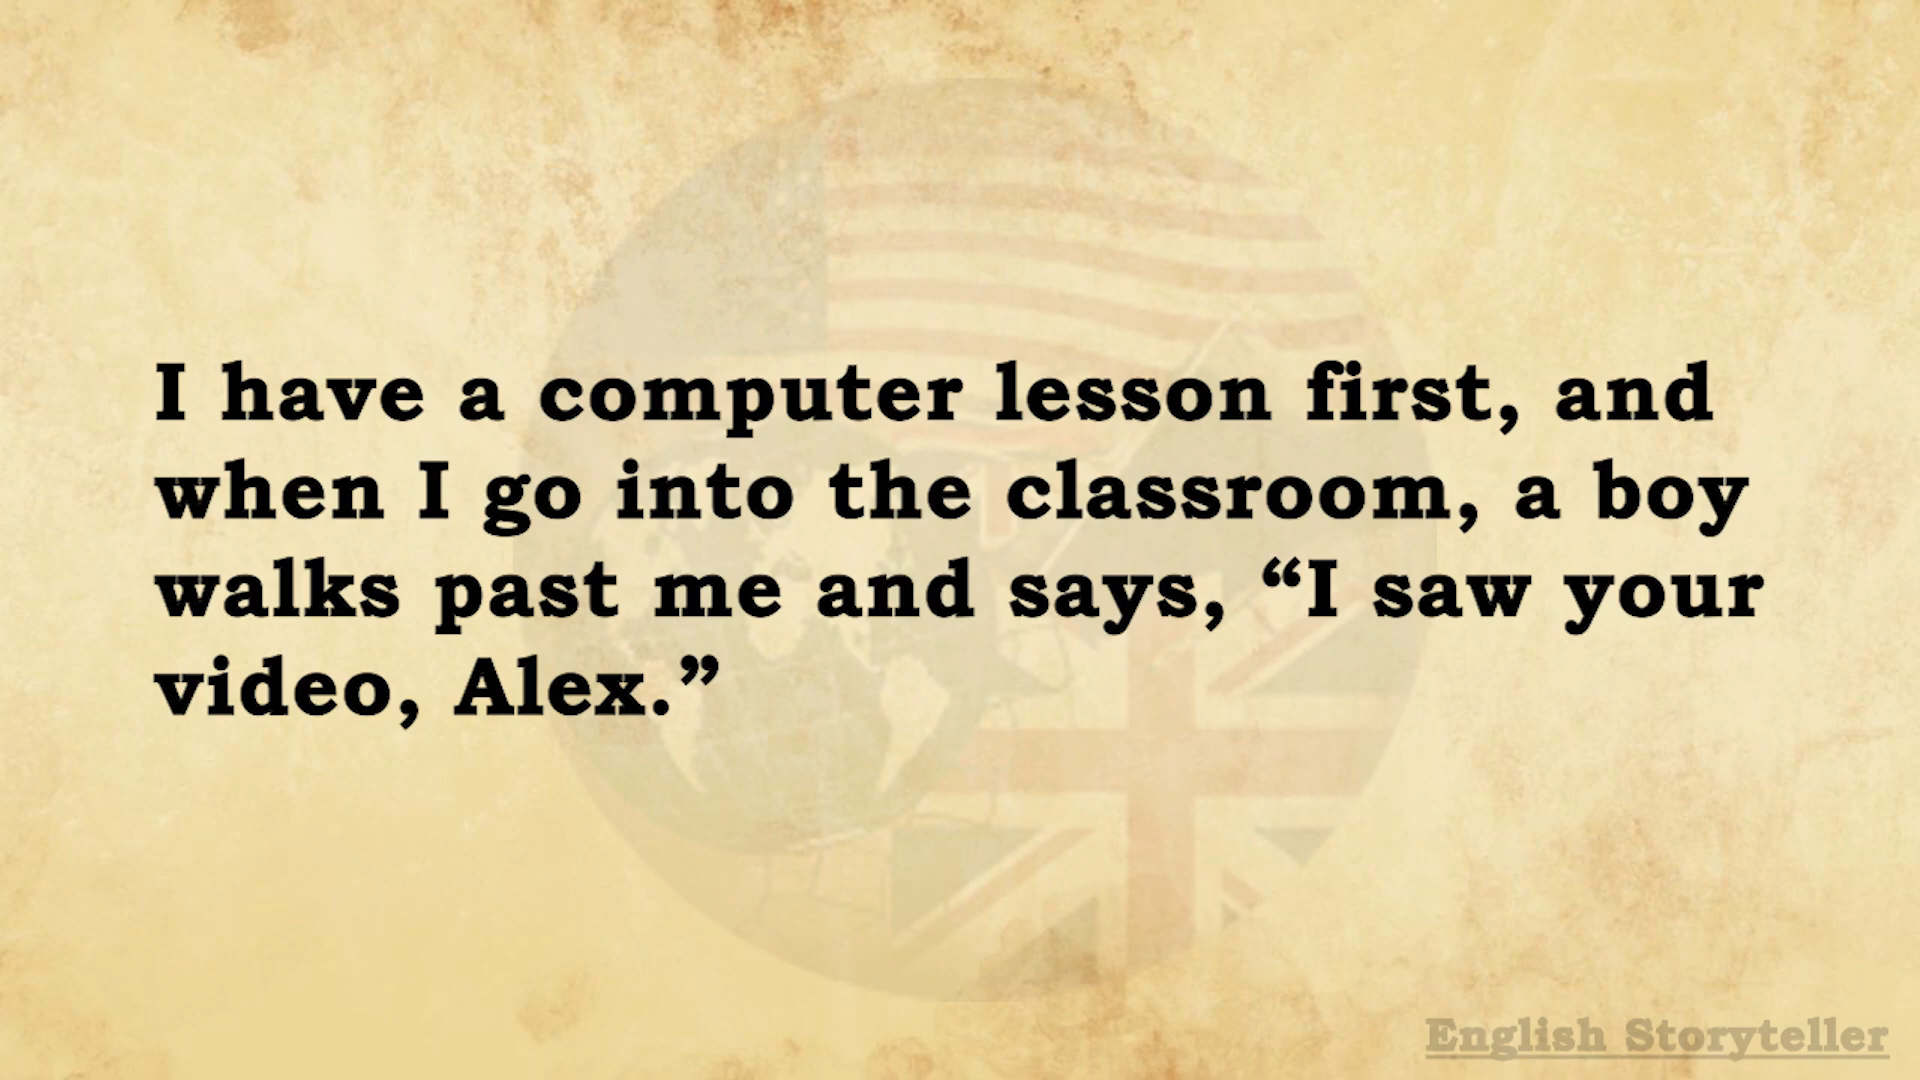 I have a computer lesson first, and
when I go into the classroom, a boy
walks past me and says, “I saw your
video, Alex.”
English Storyteller